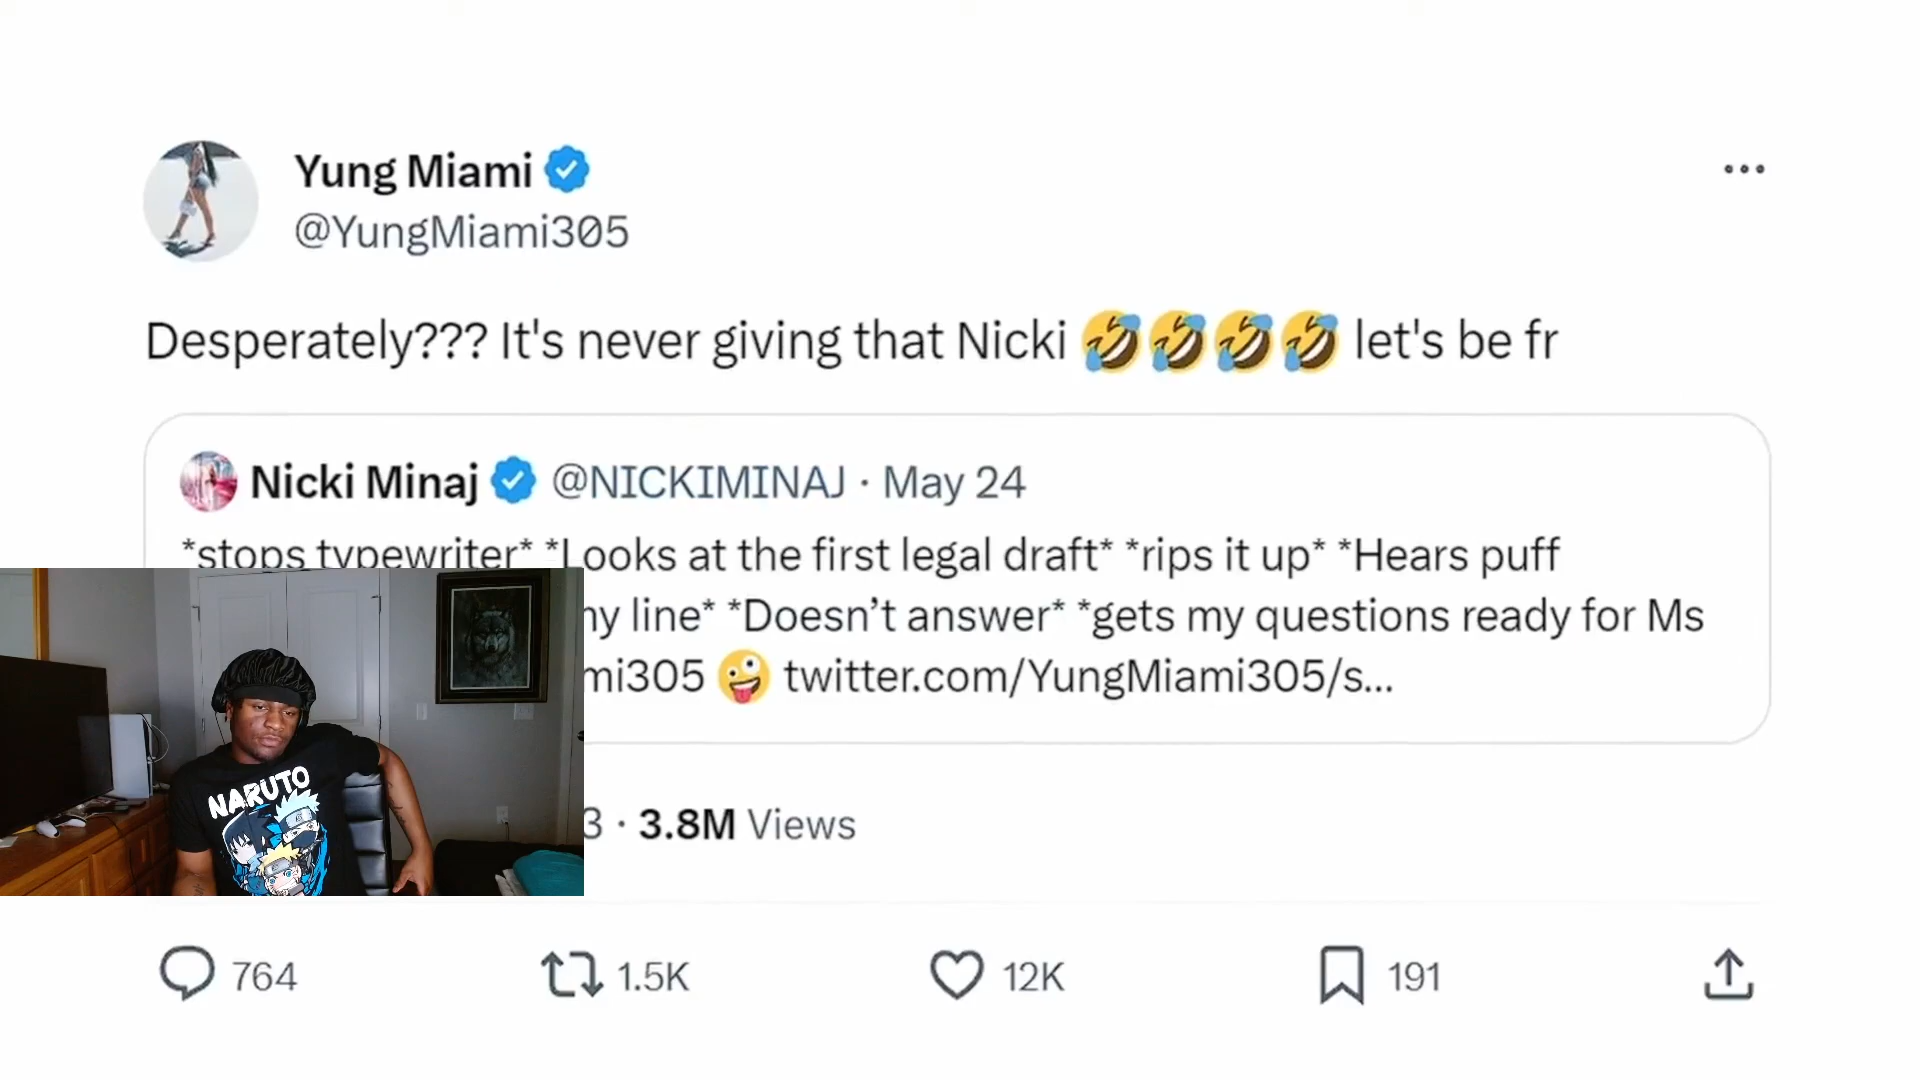 Yung Miami
@YungMiami305
Desperately??? It's never giving that Nicki 🤣🤣🤣🤣 let's be fr
Nicki Minaj @NICKIMINAJ · May 24
*stops typewriter* *Looks at the first legal draft* *rips it up* *Hears puff
line* *Doesn’t answer* *gets my questions ready for Ms
mi305 🤪 twitter.com/YungMiami305/s...
3 · 3.8M Views
NARUTO
764 1.5K 12K 191